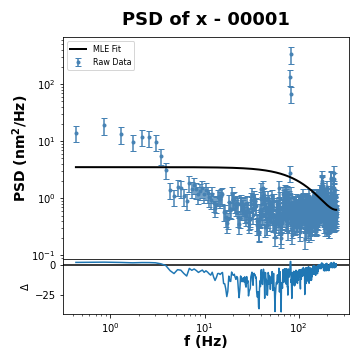 PSD of x - 00001
MLE Fit
Raw Data
PSD (nm²/Hz)
10²
10¹
10⁰
10⁻¹
0
−25
Δ
10⁰
10¹
10²
f (Hz)